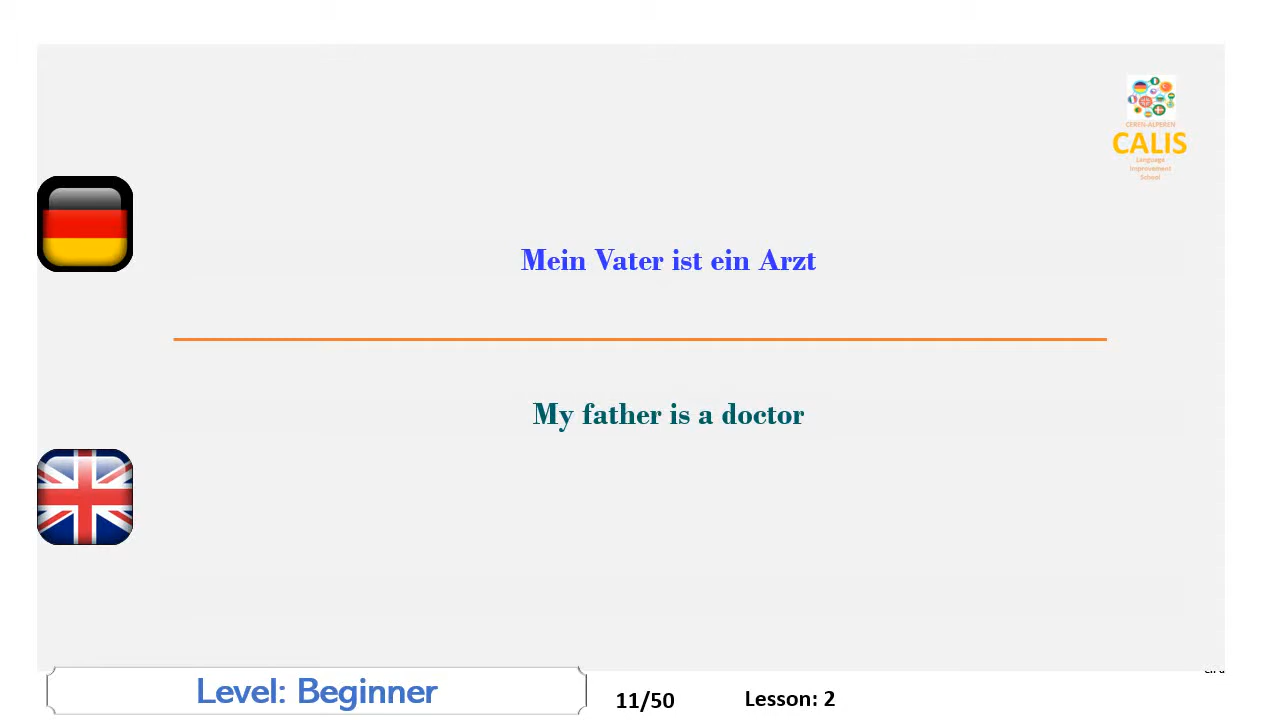 CEREN-ALPEREN
CALIS
Language
Improvement
School
Mein Vater ist ein Arzt
My father is a doctor
Level: Beginner
11/50
Lesson: 2